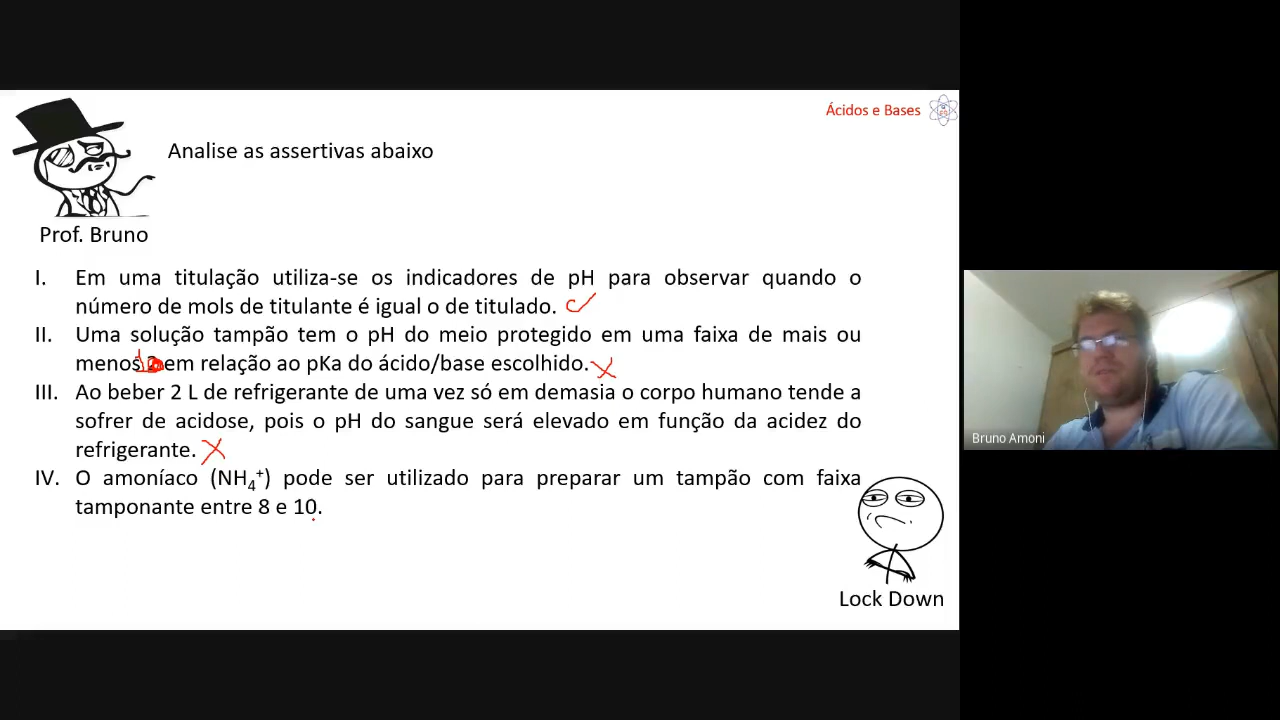 Ácidos e Bases
Analise as assertivas abaixo
Prof. Bruno
I. Em uma titulação utiliza-se os indicadores de pH para observar quando o
número de mols de titulante é igual o de titulado.
II. Uma solução tampão tem o pH do meio protegido em uma faixa de mais ou
menos em relação ao pKa do ácido/base escolhido.
III. Ao beber 2 L de refrigerante de uma vez só em demasia o corpo humano tende a
sofrer de acidose, pois o pH do sangue será elevado em função da acidez do
refrigerante.
IV. O amoníaco (NH₄⁺) pode ser utilizado para preparar um tampão com faixa
tamponante entre 8 e 10.
Lock Down
Bruno Amoni